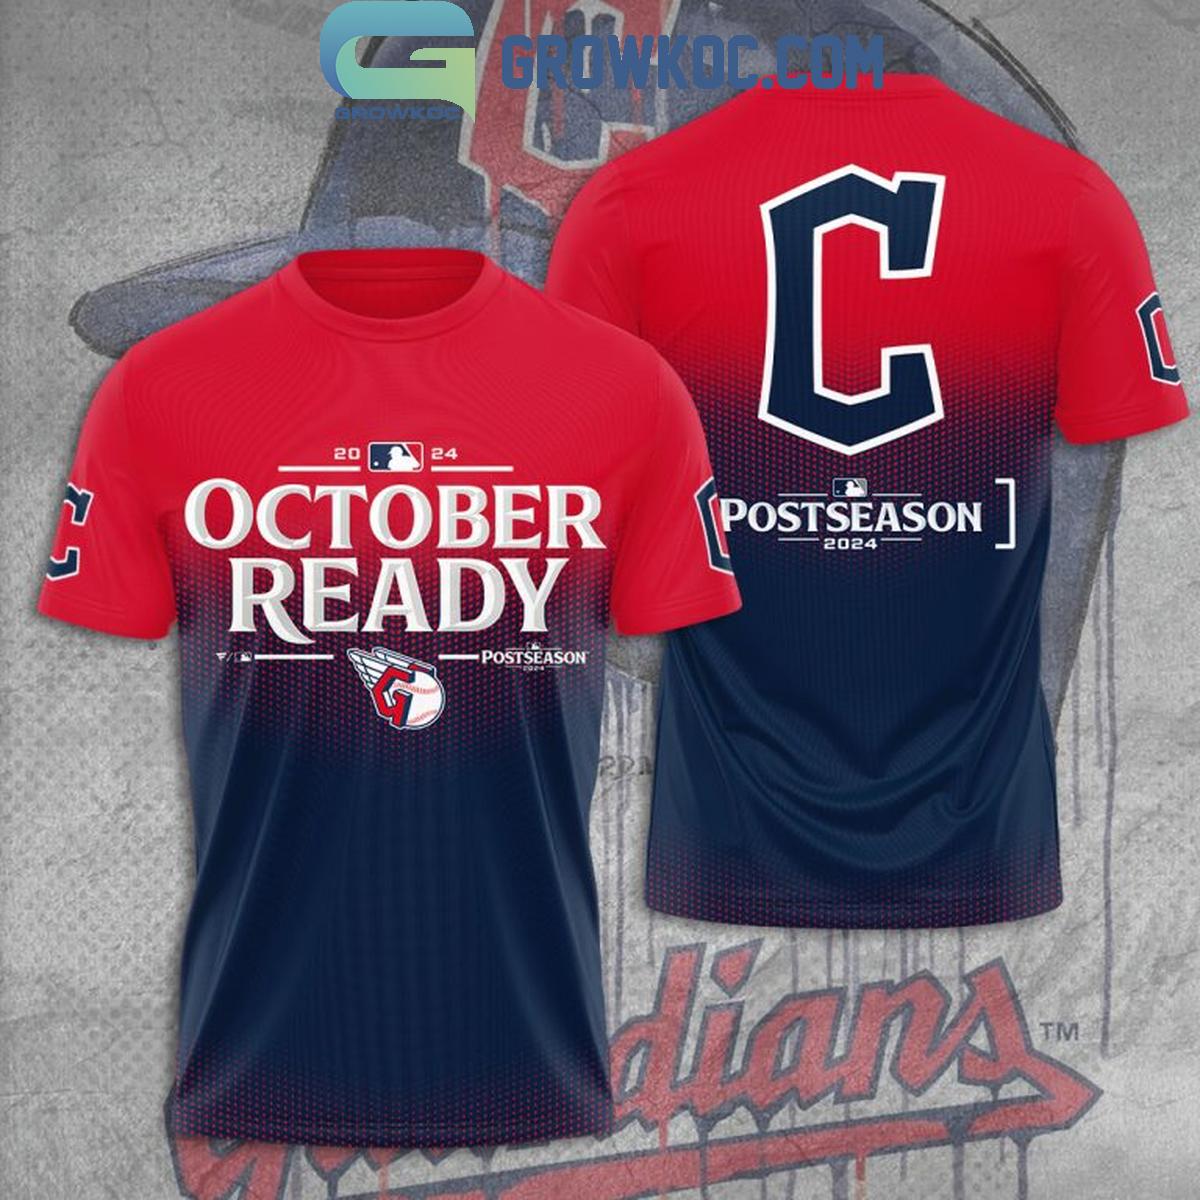 GROWKOC.COM
GROWKOC
20 24
OCTOBER
READY
POSTSEASON
2024
C
POSTSEASON ]
2024
dians TM